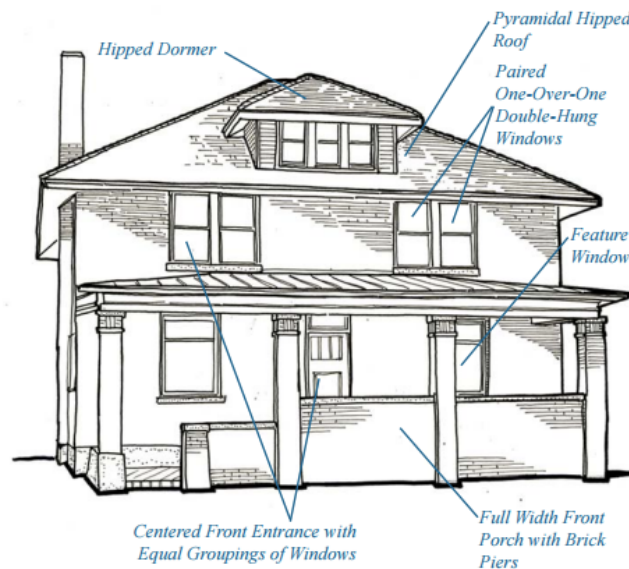 Hipped Dormer
Pyramidal Hipped
Roof
Paired
One-Over-One
Double-Hung
Windows
Feature
Window
Centered Front Entrance with
Equal Groupings of Windows
Full Width Front
Porch with Brick
Piers